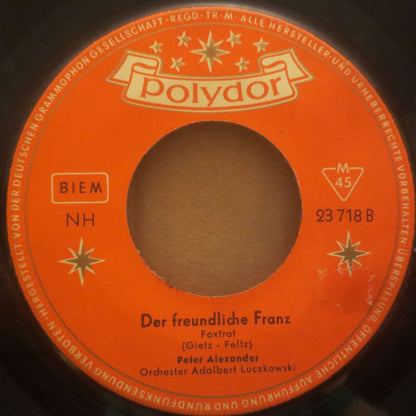 HERGESTELLT VON DER DEUTSCHEN GRAMMOPHON GESELLSCHAFT · REGD·TR·M· ALLE HERSTELLER- UND URHEBERRECHTE VORBEHALTEN · ÜBERSPIELUNG ÖFFENTLICHE AUFFÜHRUNG UND RUNDFUNKSENDUNG VERBOTEN
Polydor
BIEM
M
45
NH
23 718 B
Der freundliche Franz
Foxtrot
(Gietz - Feltz)
Peter Alexander
Orchester Adalbert Luczkowski